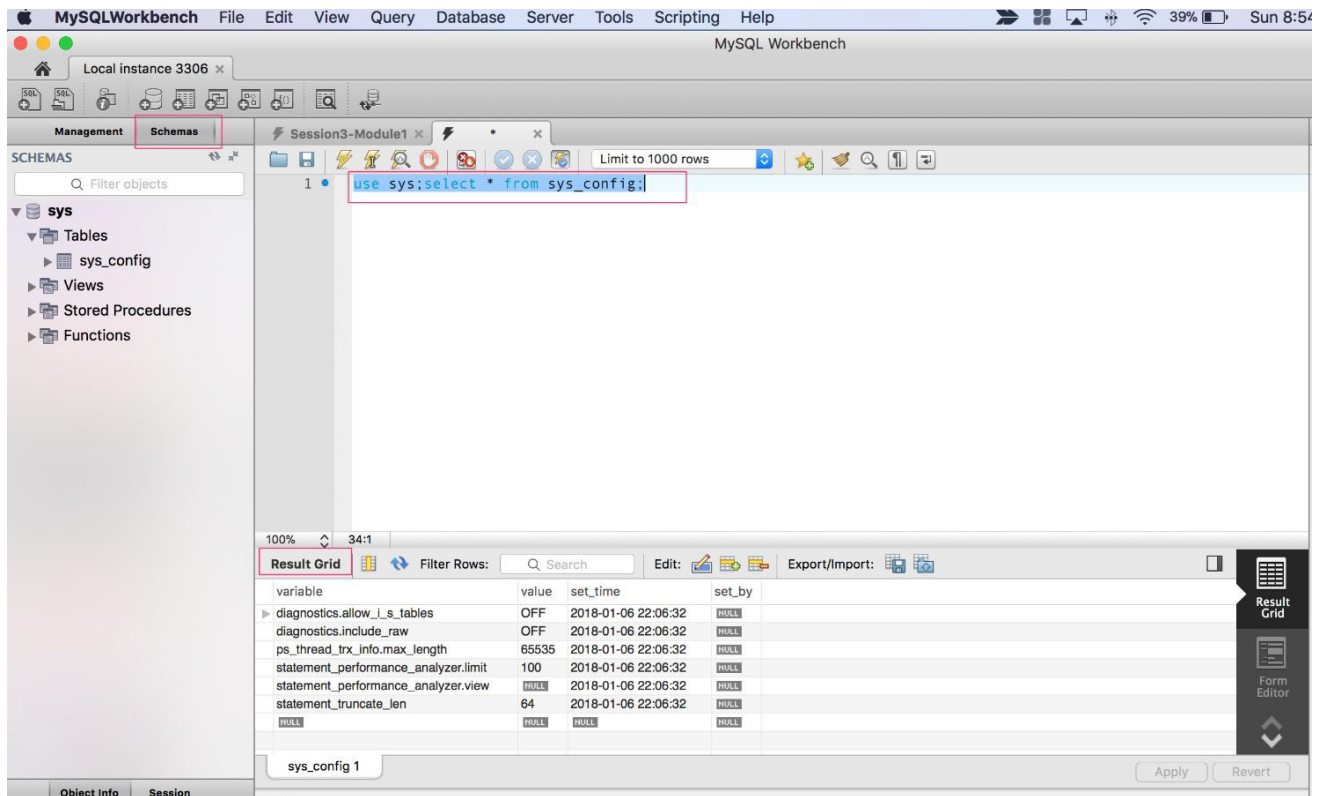 MySQLWorkbench File Edit View Query Database Server Tools Scripting Help 39% Sun 8:54
MySQL Workbench
Local instance 3306
Management Schemas
Session3-Module1 *
SCHEMAS
Limit to 1000 rows
Filter objects
1 use sys;select * from sys_config;
sys
Tables
sys_config
Views
Stored Procedures
Functions
100% 34:1
Result Grid Filter Rows: Search Edit: Export/Import:
variable value set_time set_by
diagnostics.allow_i_s_tables OFF 2018-01-06 22:06:32 NULL
diagnostics.include_raw OFF 2018-01-06 22:06:32 NULL
ps_thread_trx_info.max_length 65535 2018-01-06 22:06:32 NULL
statement_performance_analyzer.limit 100 2018-01-06 22:06:32 NULL
statement_performance_analyzer.view NULL 2018-01-06 22:06:32 NULL
statement_truncate_len 64 2018-01-06 22:06:32 NULL
NULL NULL NULL NULL
Result
Grid
Form
Editor
sys_config 1
Apply Revert
Object Info Session